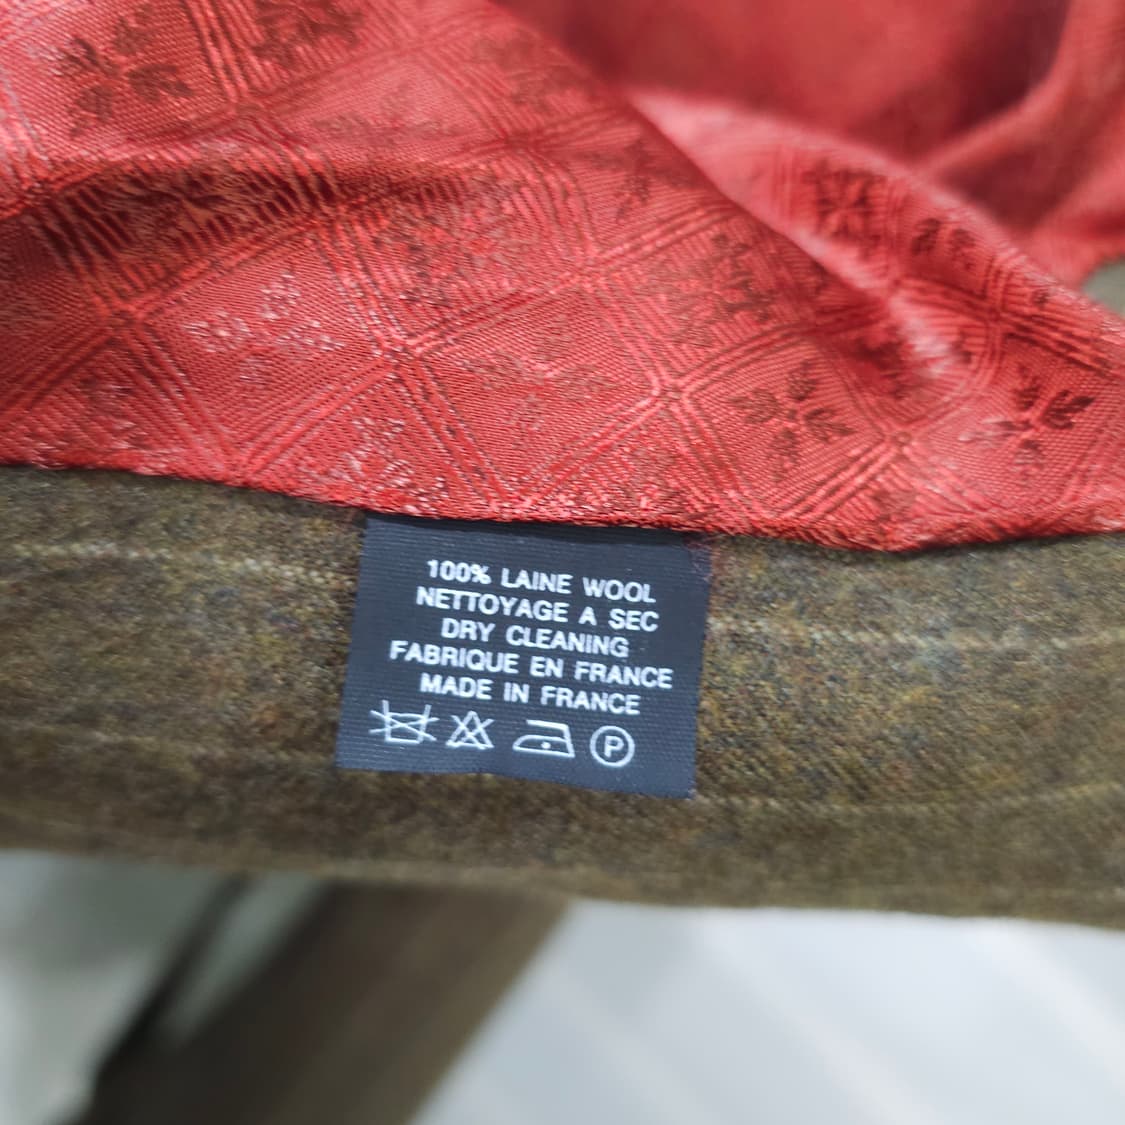 100% LAINE WOOL
NETTOYAGE A SEC
DRY CLEANING
FABRIQUE EN FRANCE
MADE IN FRANCE
P